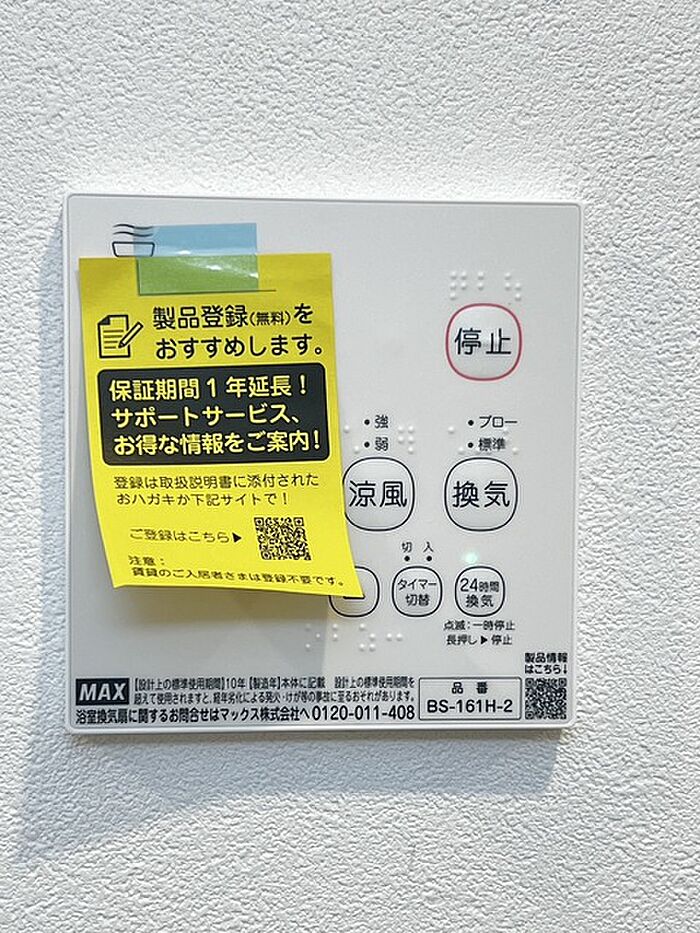 製品登録(無料)を
おすすめします。
保証期間1年延長!
サポートサービス、
お得な情報をご案内!
登録は取扱説明書に添付された
おハガキか下記サイトで!
ご登録はこちら▶
注意:
賃貸のご入居者さまは登録不要です。
停止
•強
•弱
•ブロー
•標準
涼風
換気
切 入
タイマー
切替
24時間
換気
点滅:一時停止
長押し▶停止
製品情報
はこちら↓
MAX
【設計上の標準使用期間】10年【製造年】本体に記載 設計上の標準使用期間を
超えて使用されますと、経年劣化による発火・けが等の事故に至るおそれがあります。
浴室換気扇に関するお問合せはマックス株式会社へ0120-011-408
品番
BS-161H-2